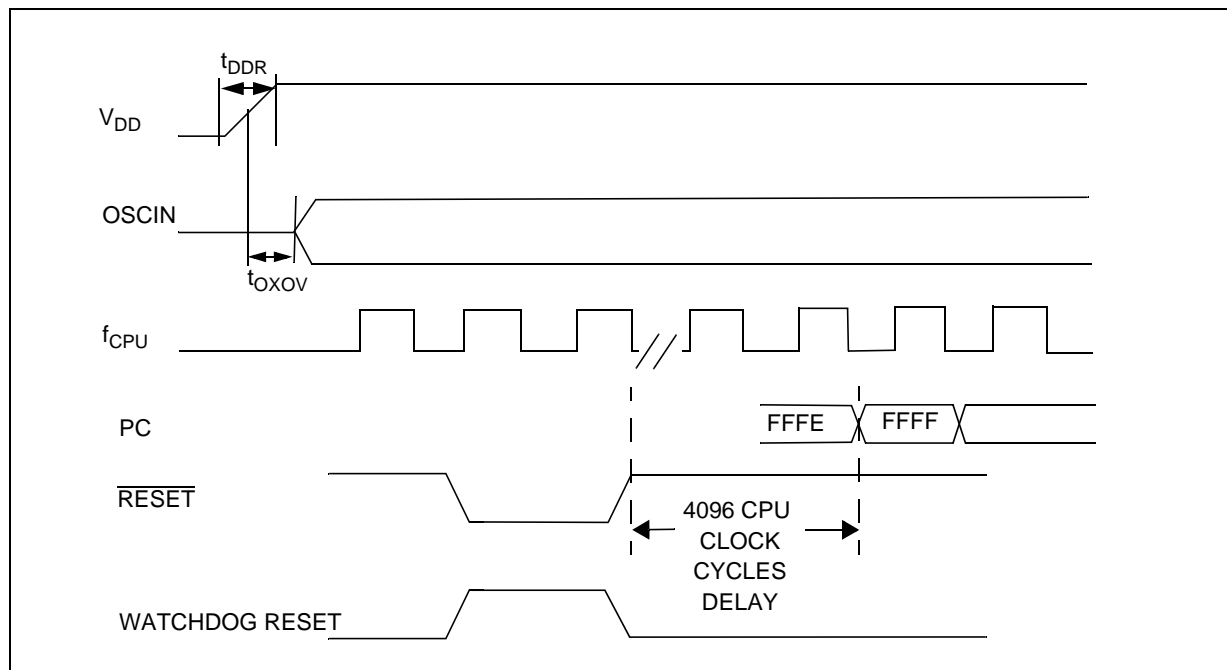 tDDR
VDD
OSCIN
tOXOV
fCPU
PC
FFFE
FFFF
RESET
4096 CPU
CLOCK
CYCLES
DELAY
WATCHDOG RESET